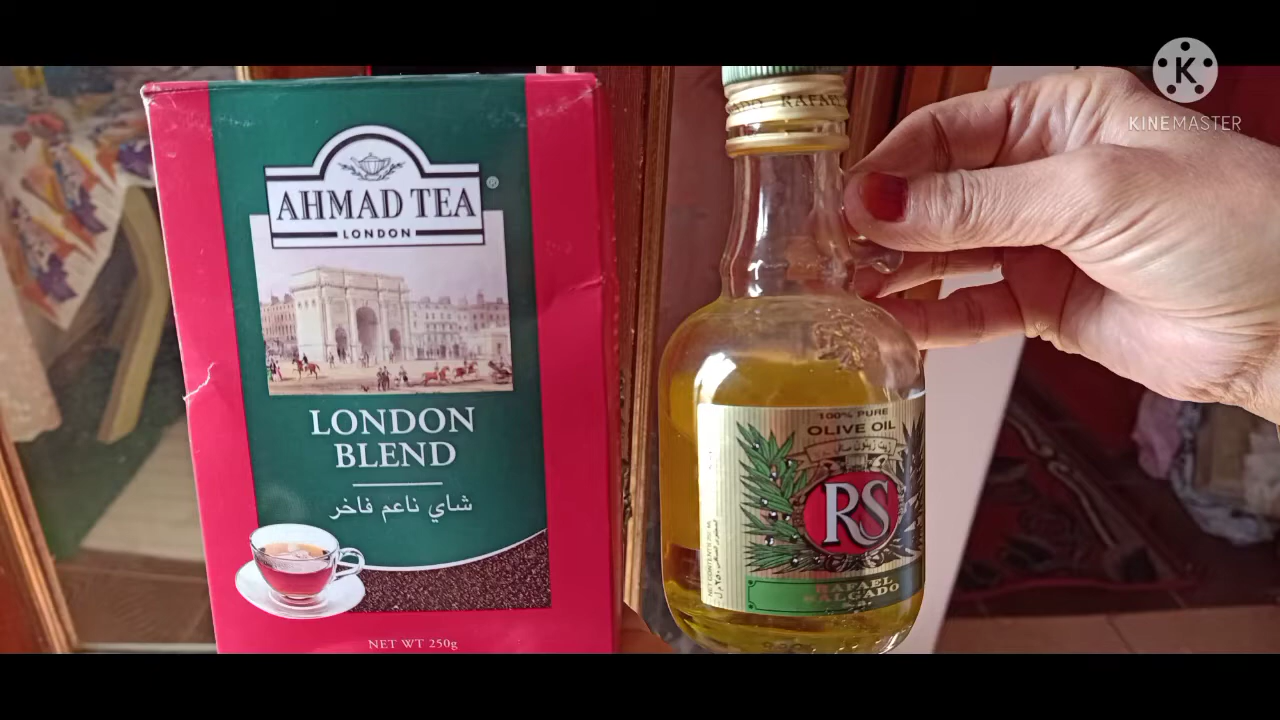 AHMAD TEA
®
LONDON
LONDON
BLEND
شاي ناعم فاخر
NET WT 250g
RAFAEL
100% PURE
OLIVE OIL
RS
RAFAEL
SALGADO
K
KINEMASTER